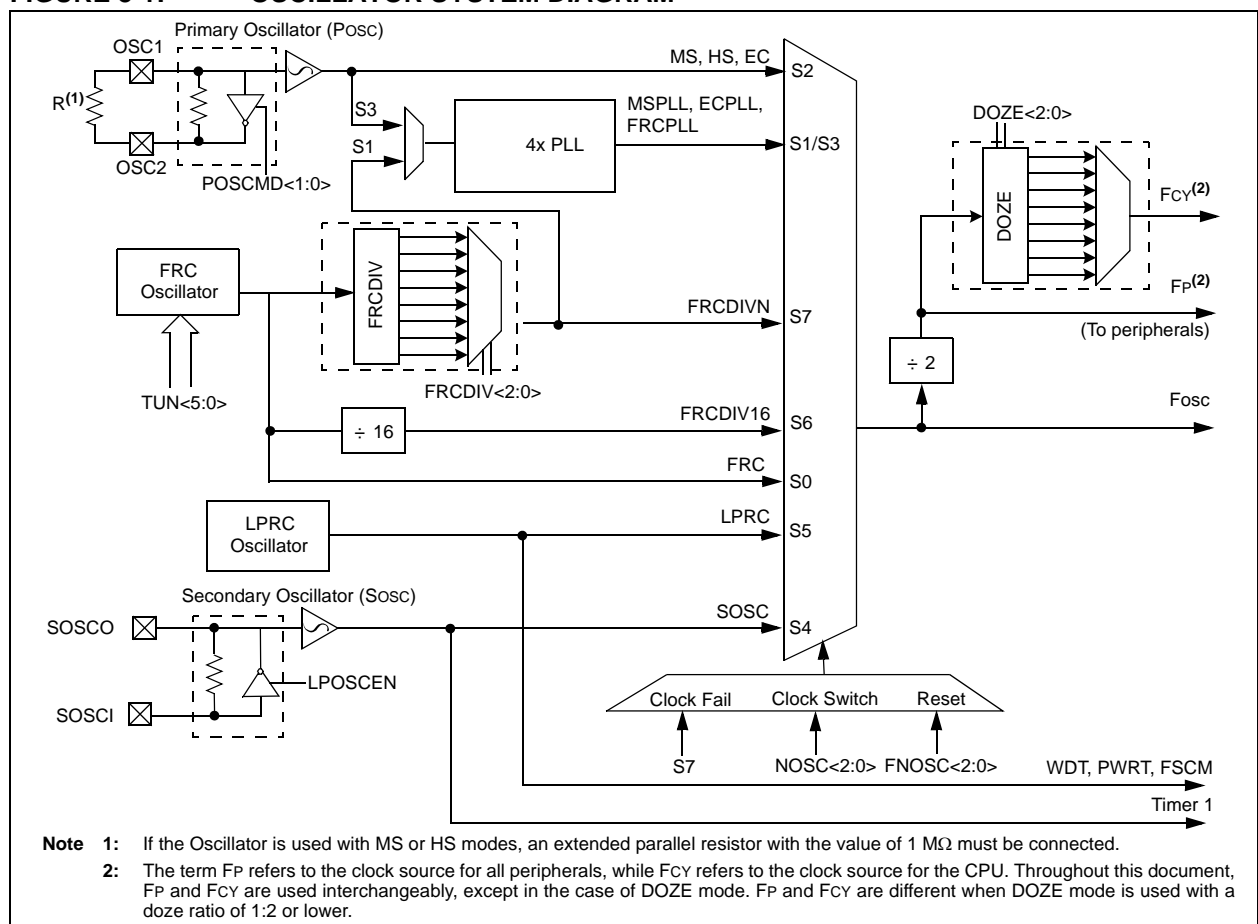 FIGURE 8-1: OSCILLATOR SYSTEM DIAGRAM
Primary Oscillator (POSC)
OSC1
R(1)
OSC2
POSCMD<1:0>
MS, HS, EC
S2
S3
S1
4x PLL
MSPLL, ECPLL,
FRCPLL
S1/S3
DOZE<2:0>
DOZE
FCY(2)
FP(2)
(To peripherals)
÷ 2
Fosc
FRC
Oscillator
TUN<5:0>
FRCDIV
FRCDIV<2:0>
FRCDIVN
S7
÷ 16
FRCDIV16
S6
FRC
S0
LPRC
Oscillator
LPRC
S5
Secondary Oscillator (SOSC)
SOSCO
SOSCI
LPOSCEN
SOSC
S4
Clock Fail
Clock Switch
Reset
S7
NOSC<2:0>
FNOSC<2:0>
WDT, PWRT, FSCM
Timer 1
Note 1: If the Oscillator is used with MS or HS modes, an extended parallel resistor with the value of 1 MΩ must be connected.
2: The term FP refers to the clock source for all peripherals, while FCY refers to the clock source for the CPU. Throughout this document,
FP and FCY are used interchangeably, except in the case of DOZE mode. FP and FCY are different when DOZE mode is used with a
doze ratio of 1:2 or lower.